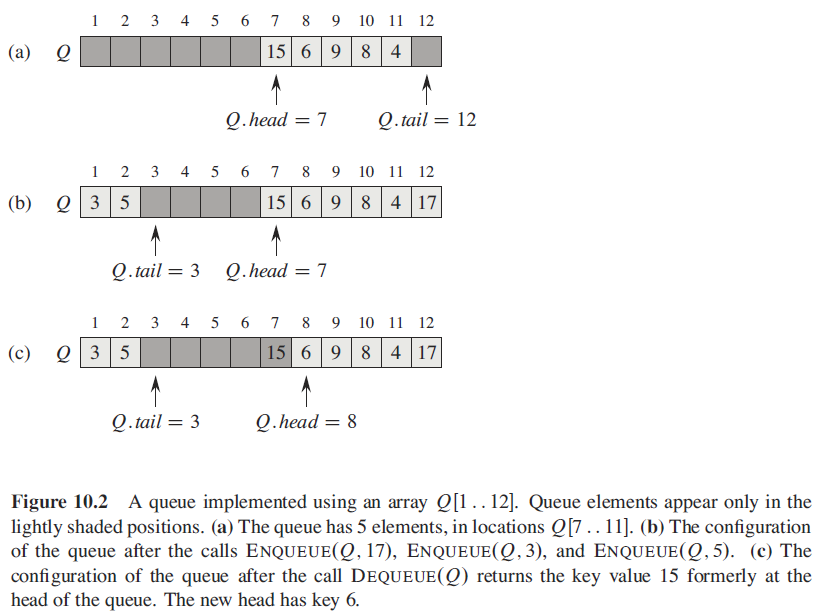 1 2 3 4 5 6 7 8 9 10 11 12
(a) Q 15 6 9 8 4
Q.head = 7 Q.tail = 12
1 2 3 4 5 6 7 8 9 10 11 12
(b) Q 3 5 15 6 9 8 4 17
Q.tail = 3 Q.head = 7
1 2 3 4 5 6 7 8 9 10 11 12
(c) Q 3 5 15 6 9 8 4 17
Q.tail = 3 Q.head = 8
Figure 10.2 A queue implemented using an array Q[1 . . 12]. Queue elements appear only in the
lightly shaded positions. (a) The queue has 5 elements, in locations Q[7 . . 11]. (b) The configuration
of the queue after the calls ENQUEUE(Q, 17), ENQUEUE(Q, 3), and ENQUEUE(Q, 5). (c) The
configuration of the queue after the call DEQUEUE(Q) returns the key value 15 formerly at the
head of the queue. The new head has key 6.